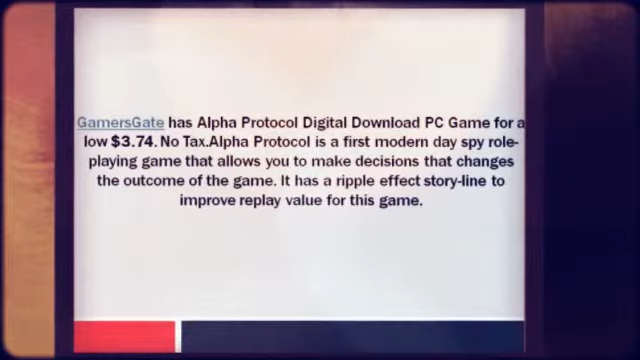 GamersGate has Alpha Protocol Digital Download PC Game for a
low $3.74. No Tax.Alpha Protocol is a first modern day spy role-
playing game that allows you to make decisions that changes
the outcome of the game. It has a ripple effect story-line to
improve replay value for this game.